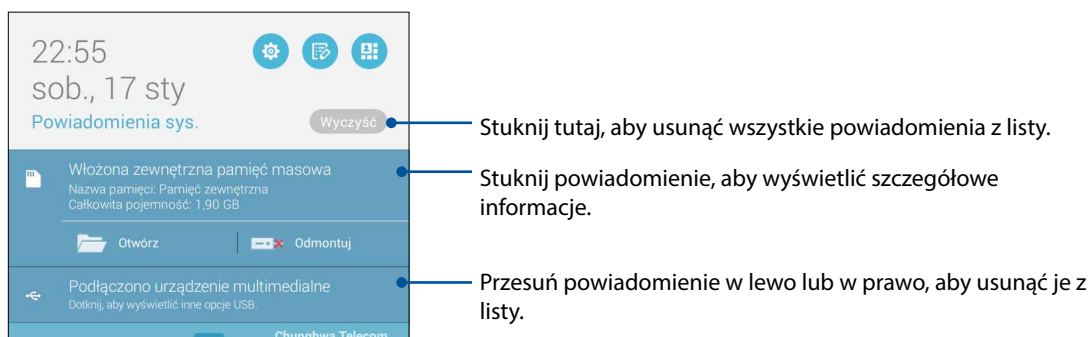 22:55
sob., 17 sty
Powiadomienia sys.
Wyczyść
Stuknij tutaj, aby usunąć wszystkie powiadomienia z listy.
Włożona zewnętrzna pamięć masowa
Nazwa pamięci: Pamięć zewnętrzna
Całkowita pojemność: 1,90 GB
Stuknij powiadomienie, aby wyświetlić szczegółowe
informacje.
Otwórz
Odmontuj
Podłączono urządzenie multimedialne
Dotknij, aby wyświetlić inne opcje USB.
Przesuń powiadomienie w lewo lub w prawo, aby usunąć je z
listy.
Chunghwa Telecom